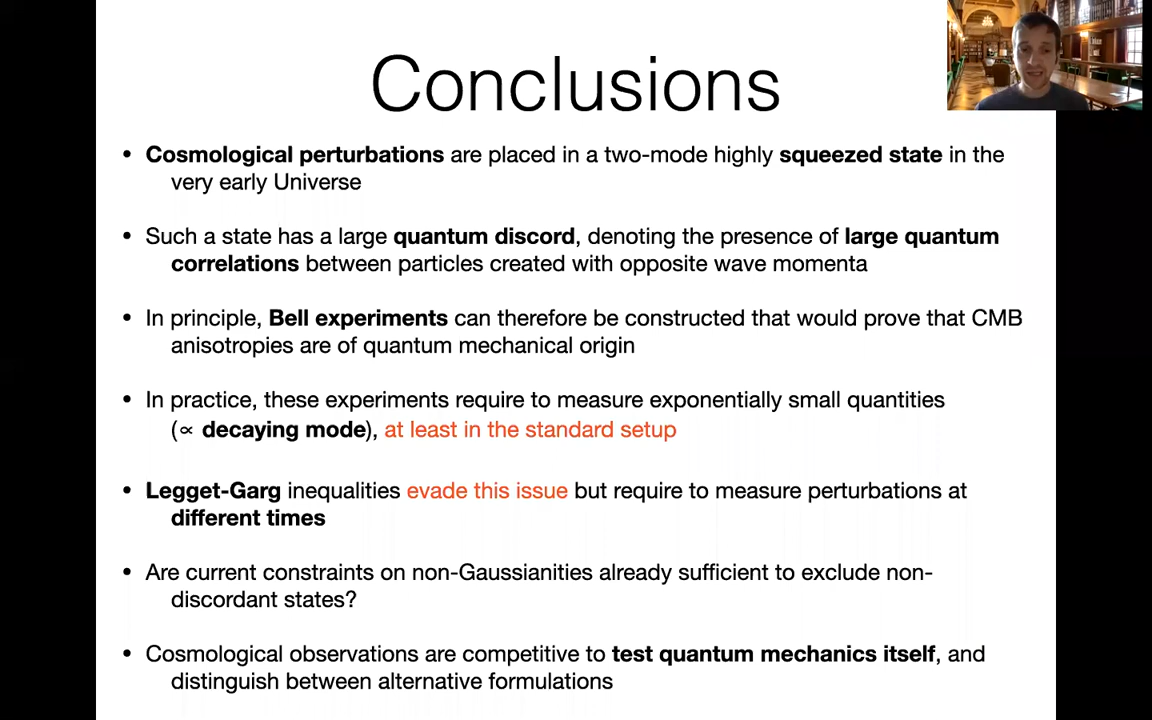 Conclusions
• Cosmological perturbations are placed in a two-mode highly squeezed state in the
very early Universe
• Such a state has a large quantum discord, denoting the presence of large quantum
correlations between particles created with opposite wave momenta
• In principle, Bell experiments can therefore be constructed that would prove that CMB
anisotropies are of quantum mechanical origin
• In practice, these experiments require to measure exponentially small quantities
(∝ decaying mode), at least in the standard setup
• Legget-Garg inequalities evade this issue but require to measure perturbations at
different times
• Are current constraints on non-Gaussianities already sufficient to exclude non-
discordant states?
• Cosmological observations are competitive to test quantum mechanics itself, and
distinguish between alternative formulations